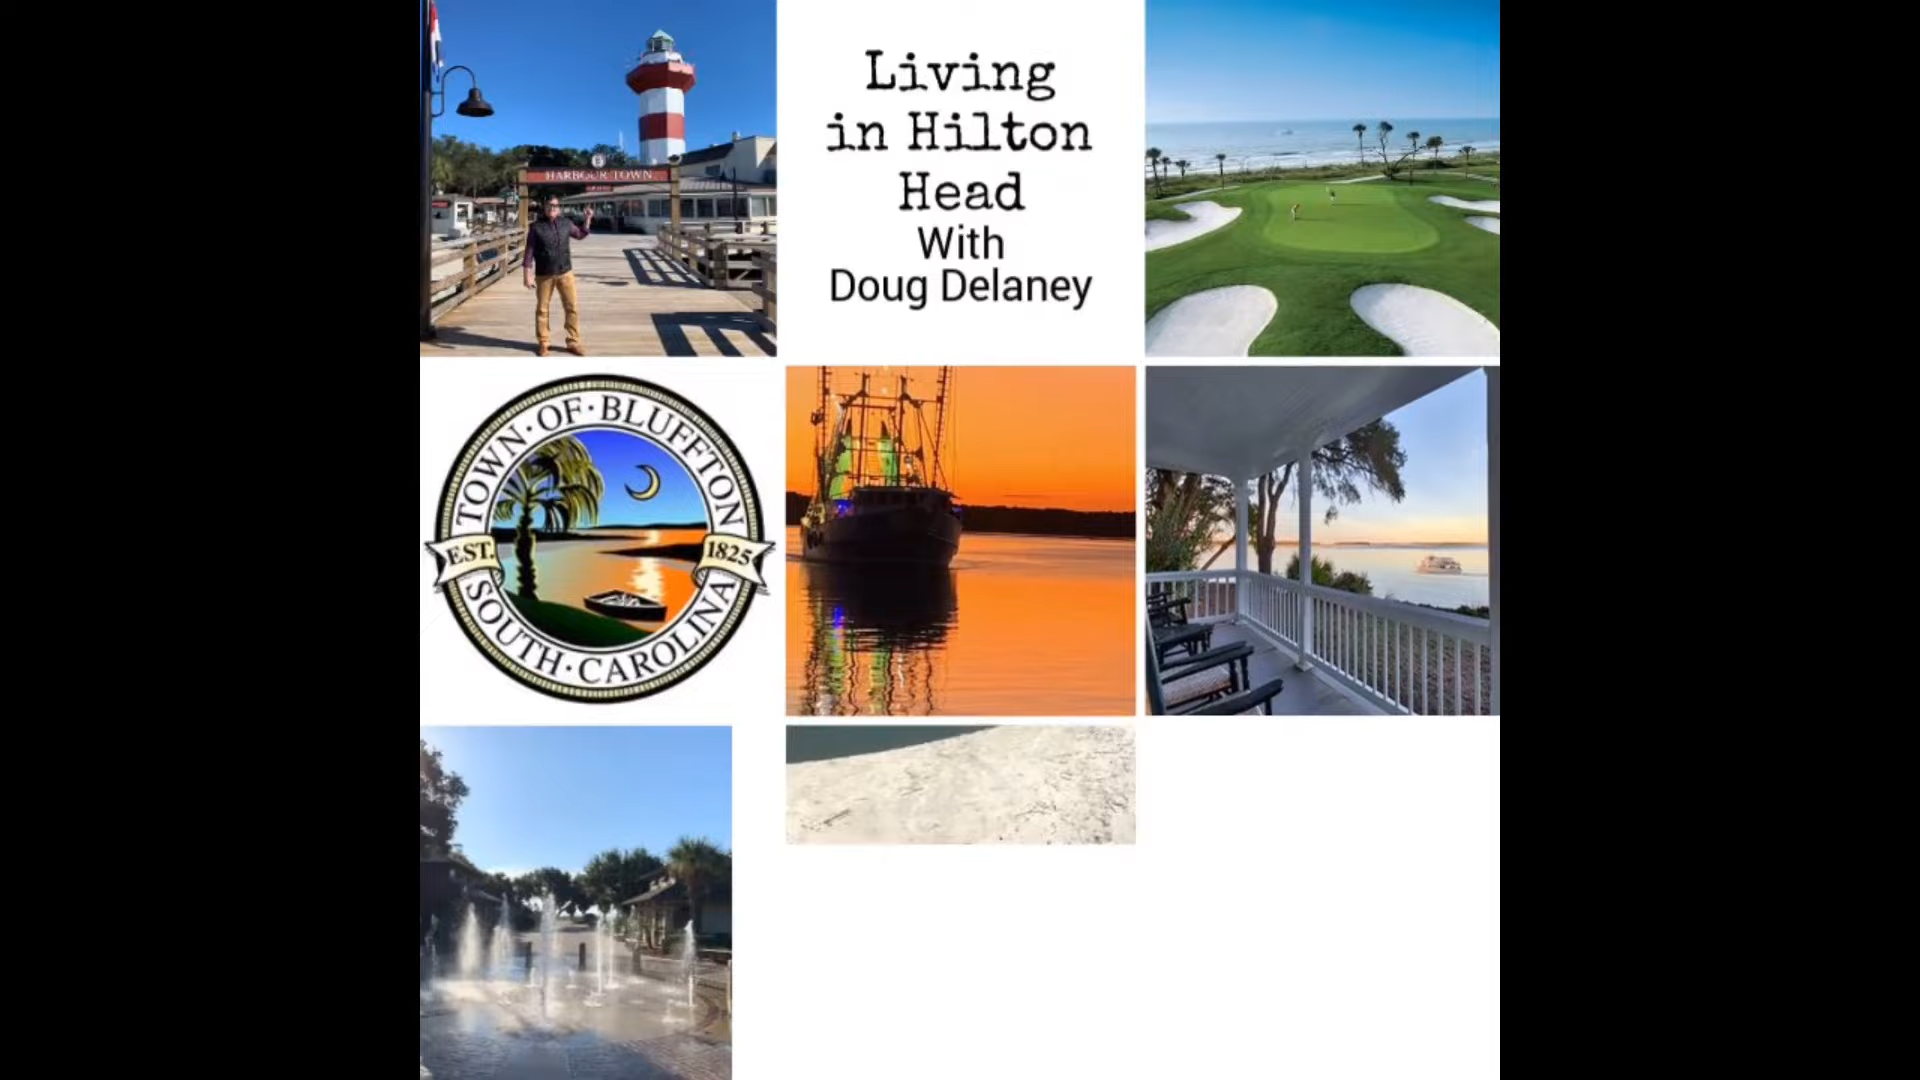 HARBOUR TOWN
Living
in Hilton
Head
With
Doug Delaney
TOWN·OF·BLUFFTON
EST. 1825
SOUTH·CAROLINA